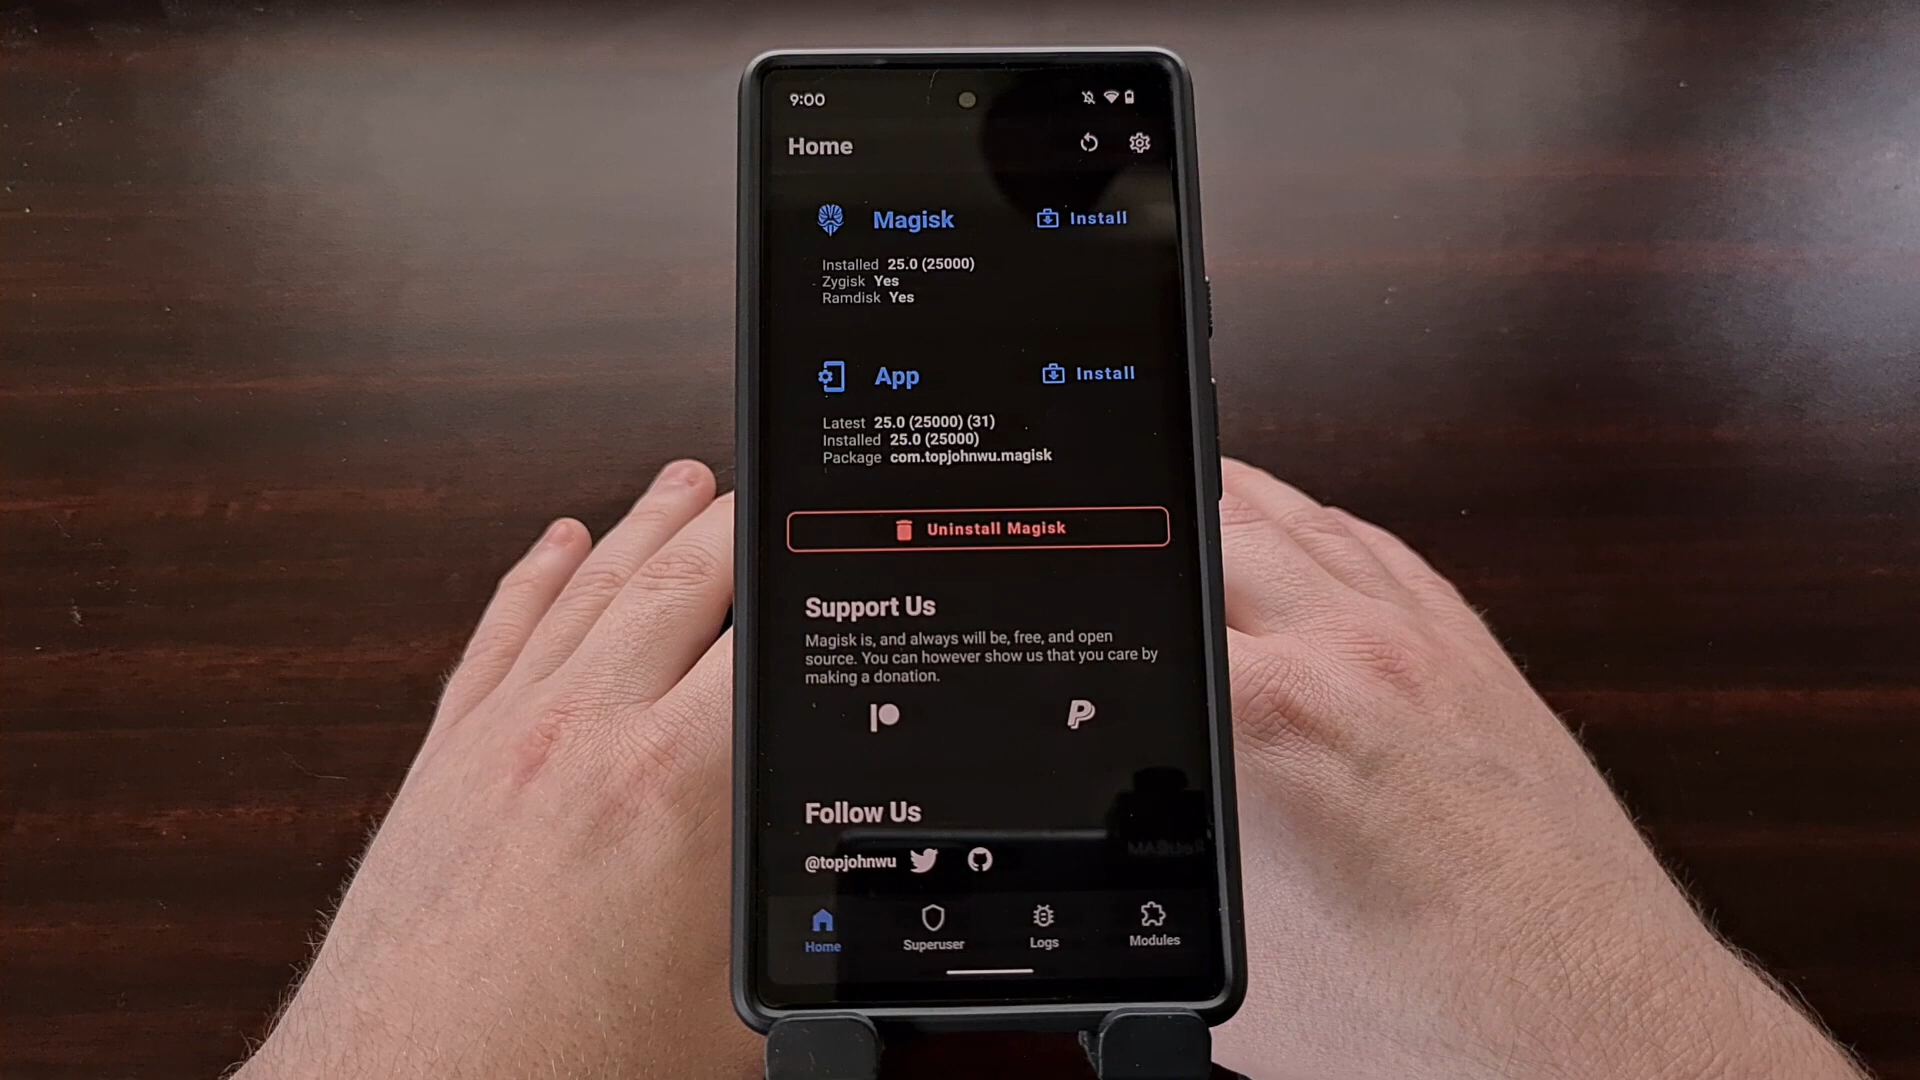 9:00
Home
Magisk
Install
Installed 25.0 (25000)
Zygisk Yes
Ramdisk Yes
App
Install
Latest 25.0 (25000) (31)
Installed 25.0 (25000)
Package com.topjohnwu.magisk
Uninstall Magisk
Support Us
Magisk is, and always will be, free, and open
source. You can however show us that you care by
making a donation.
Follow Us
@topjohnwu
Home
Superuser
Logs
Modules